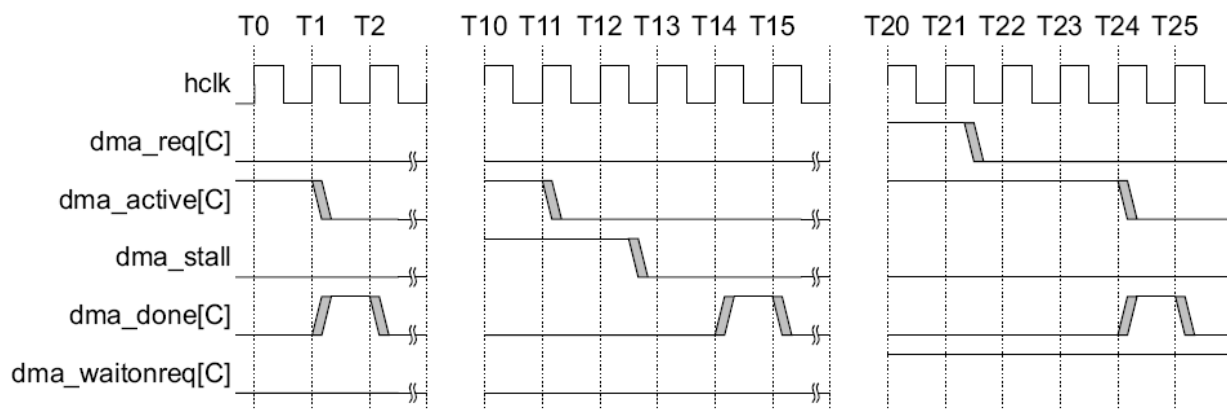 T0 T1 T2 T10 T11 T12 T13 T14 T15 T20 T21 T22 T23 T24 T25
hclk
dma_req[C]
dma_active[C]
dma_stall
dma_done[C]
dma_waitonreq[C]